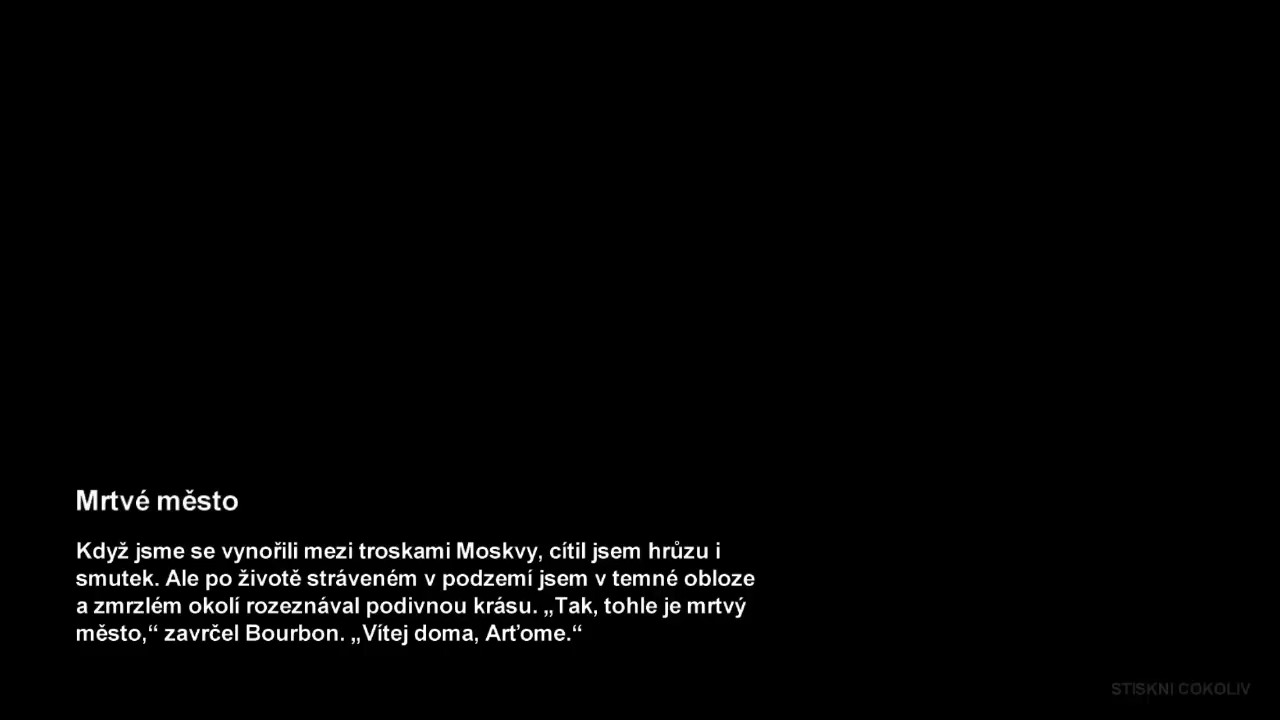 Mrtvé město
Když jsme se vynořili mezi troskami Moskvy, cítil jsem hrůzu i
smutek. Ale po životě stráveném v podzemí jsem v temné obloze
a zmrzlém okolí rozeznával podivnou krásu. „Tak, tohle je mrtvý
město,“ zavrčel Bourbon. „Vítej doma, Arťome.“
STISKNI COKOLIV